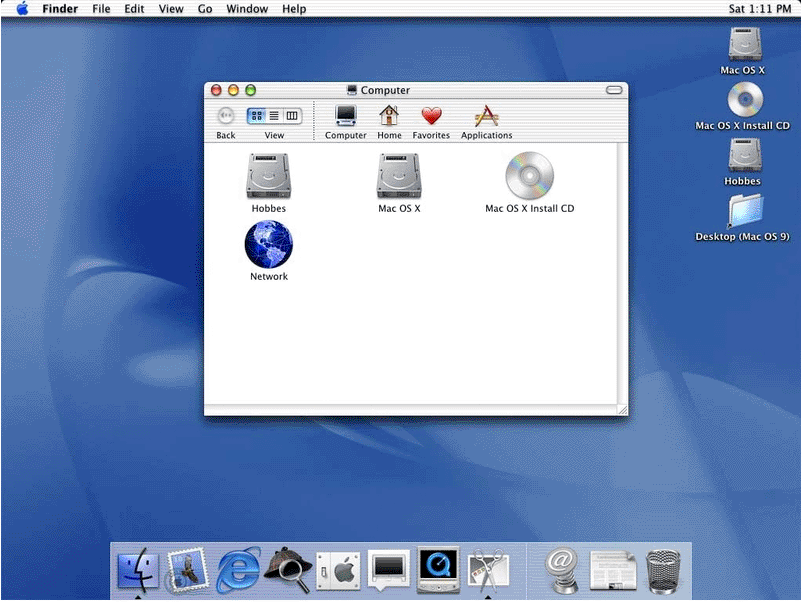 Finder File Edit View Go Window Help Sat 1:11 PM
Mac OS X
Mac OS X Install CD
Hobbes
Desktop (Mac OS 9)
Computer
Back View Computer Home Favorites Applications
Hobbes Mac OS X Mac OS X Install CD
Network
@